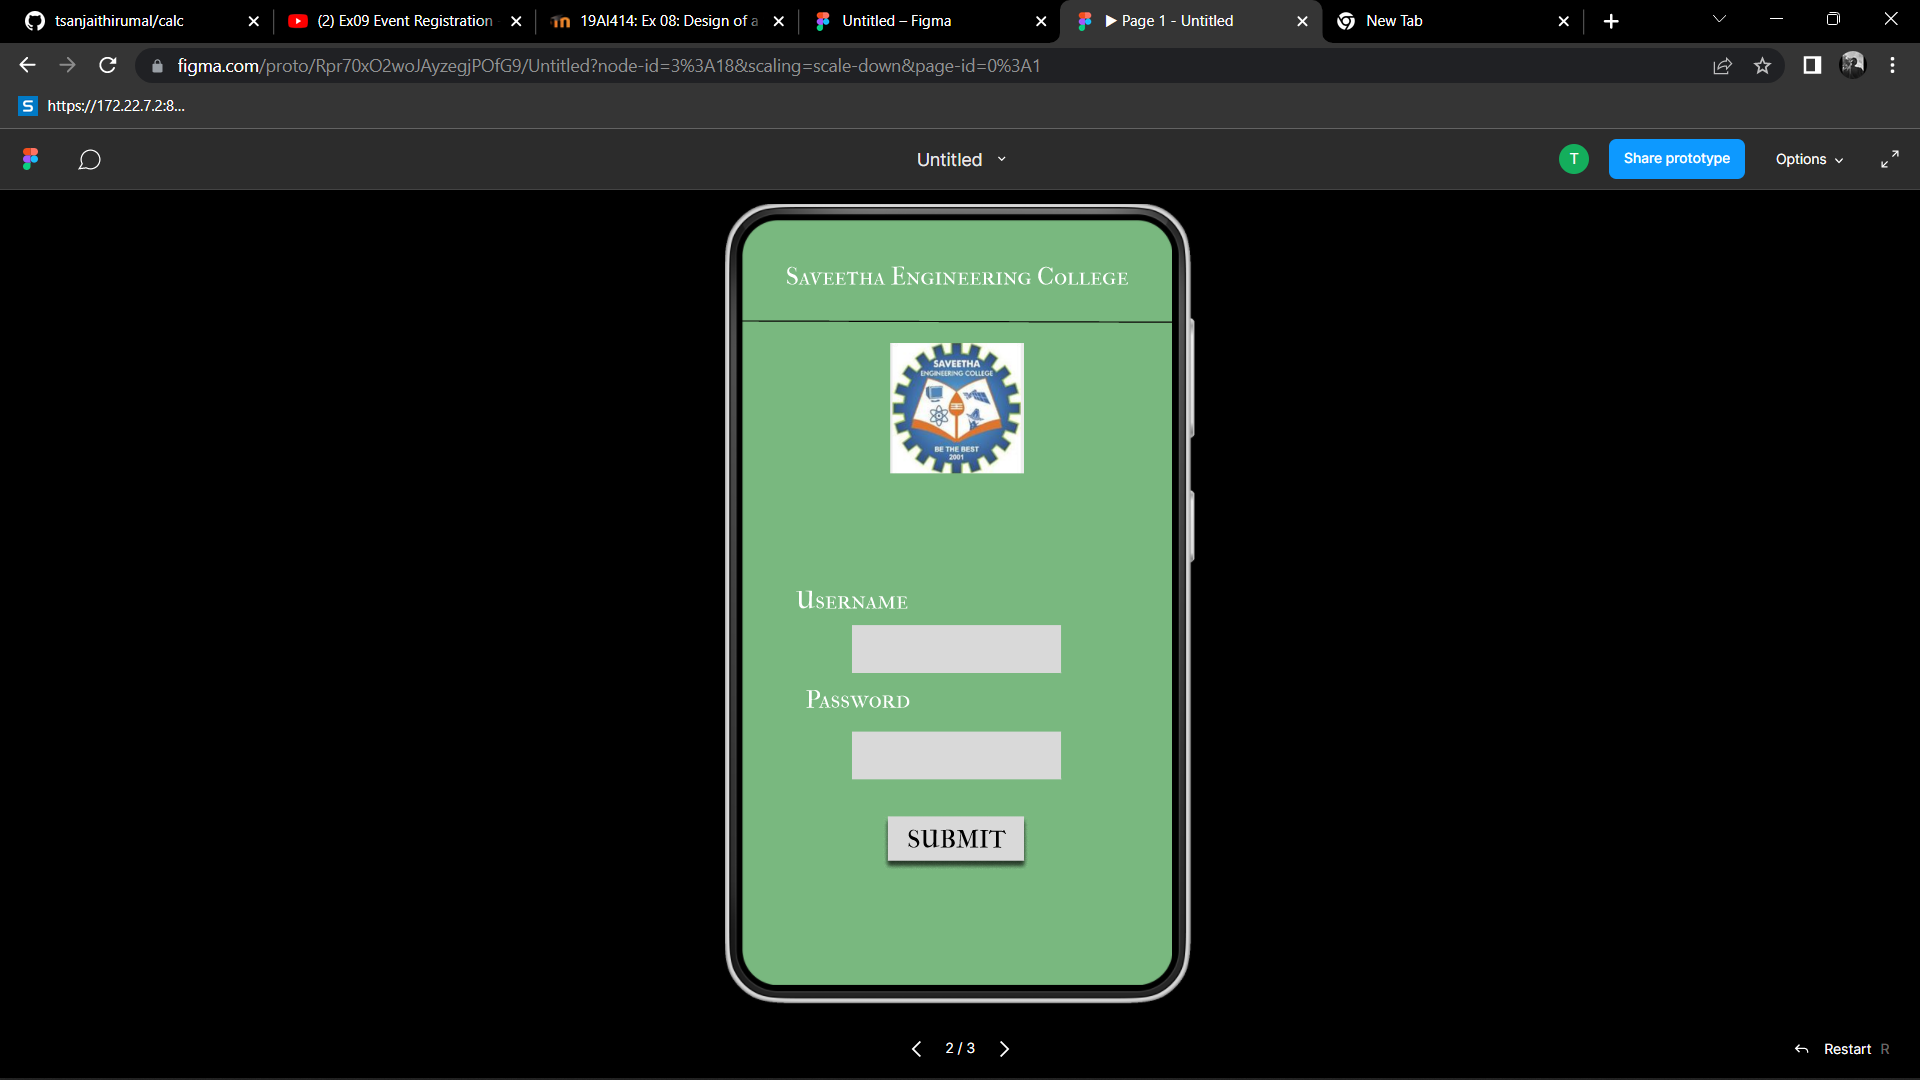 tsanjaithirumal/calc
(2) Ex09 Event Registration
19AI414: Ex 08: Design of a
Untitled – Figma
▶ Page 1 - Untitled
New Tab
figma.com/proto/Rpr70xO2woJAyzegjPOfG9/Untitled?node-id=3%3A18&scaling=scale-down&page-id=0%3A1
S https://172.22.7.2:8...
Untitled
T
Share prototype
Options
Saveetha Engineering College
SAVEETHA
ENGINEERING COLLEGE
BE THE BEST
2001
Username
Password
SUBMIT
2 / 3
Restart R